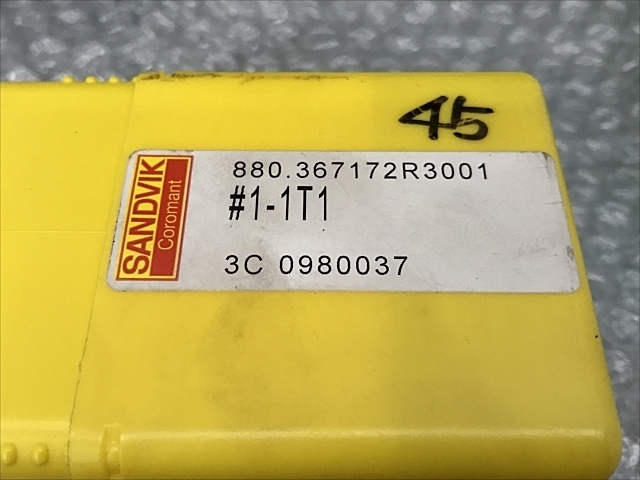 45
880.367172R3001
#1-1T1
3C 0980037
SANDVIK
Coromant